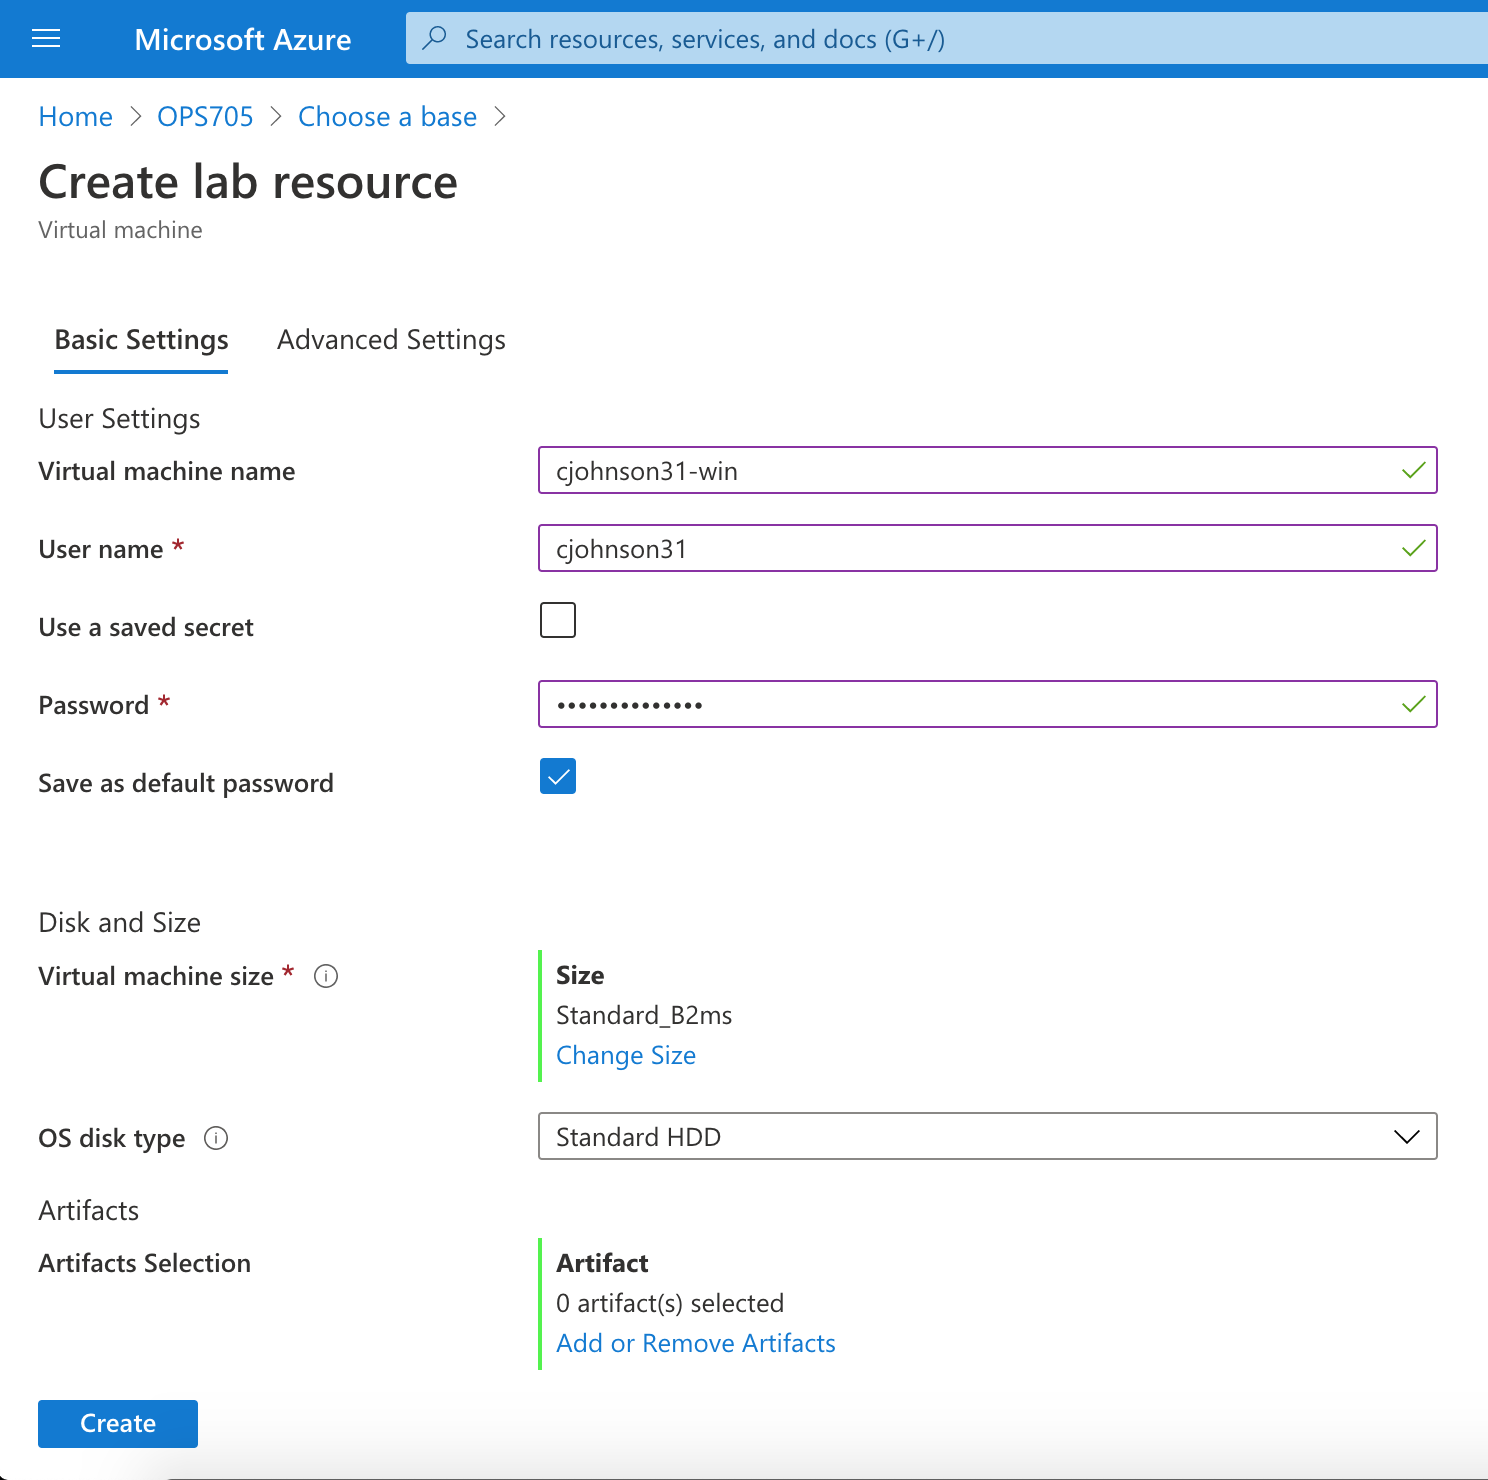 Microsoft Azure
Search resources, services, and docs (G+/)
Home > OPS705 > Choose a base >
Create lab resource
Virtual machine
Basic Settings Advanced Settings
User Settings
Virtual machine name cjohnson31-win
User name * cjohnson31
Use a saved secret
Password * ••••••••••••••
Save as default password
Disk and Size
Virtual machine size * Size
Standard_B2ms
Change Size
OS disk type Standard HDD
Artifacts
Artifacts Selection Artifact
0 artifact(s) selected
Add or Remove Artifacts
Create